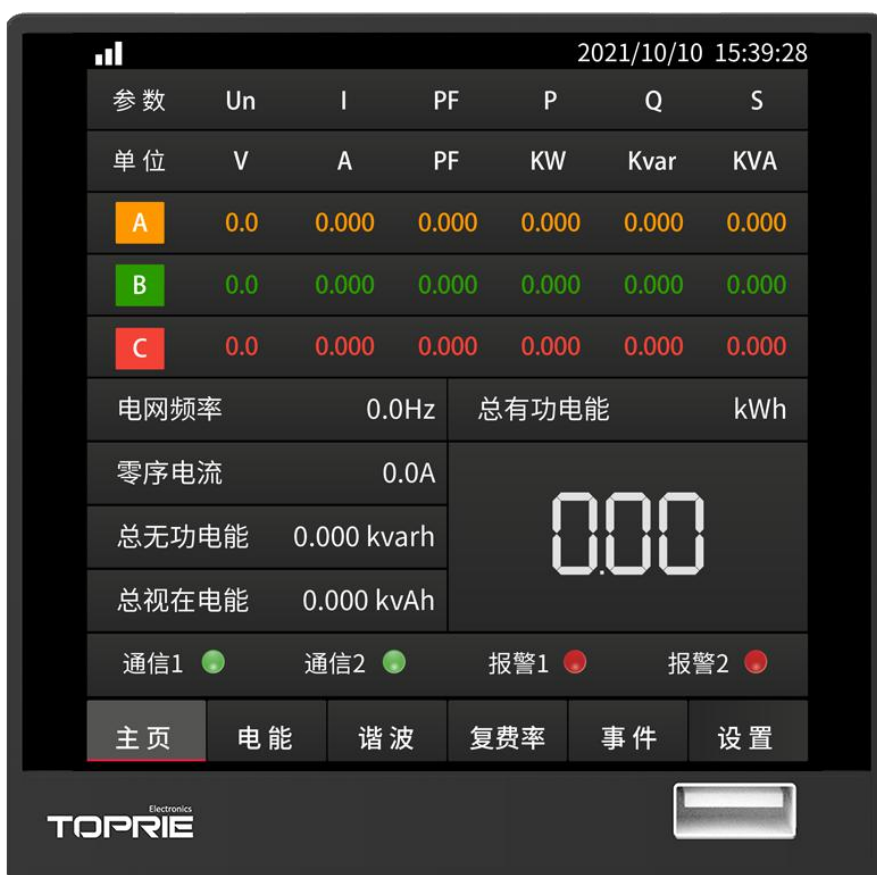 2021/10/10 15:39:28
参数 Un I PF P Q S
单位 V A PF KW Kvar KVA
A 0.0 0.000 0.000 0.000 0.000 0.000
B 0.0 0.000 0.000 0.000 0.000 0.000
C 0.0 0.000 0.000 0.000 0.000 0.000
电网频率 0.0Hz 总有功电能 kWh
零序电流 0.0A
总无功电能 0.000 kvarh
0.00
总视在电能 0.000 kvAh
通信1 通信2 报警1 报警2
主页 电能 谐波 复费率 事件 设置
Electronics
TOPRIE